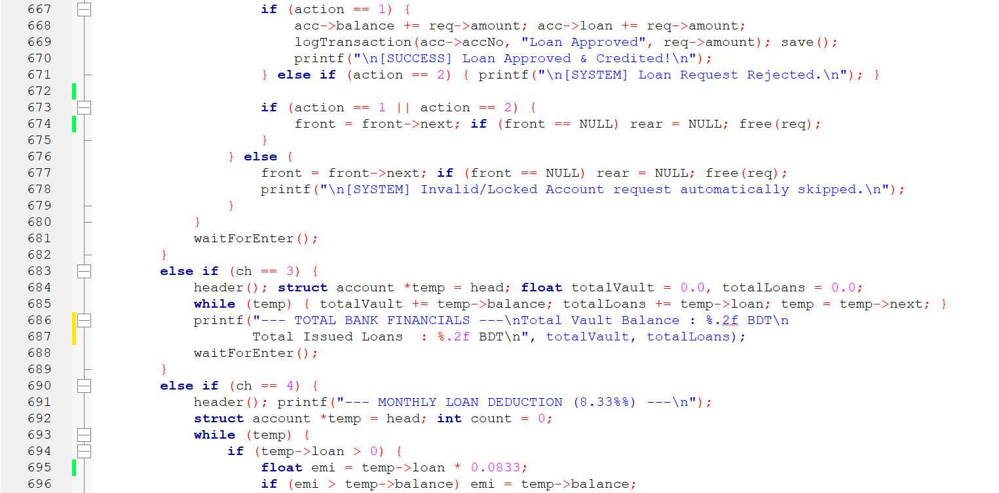 667 if (action == 1) {
668 acc->balance += req->amount; acc->loan += req->amount;
669 logTransaction(acc->accNo, "Loan Approved", req->amount); save();
670 printf("\n[SUCCESS] Loan Approved & Credited!\n");
671 } else if (action == 2) { printf("\n[SYSTEM] Loan Request Rejected.\n"); }
672
673 if (action == 1 || action == 2) {
674 front = front->next; if (front == NULL) rear = NULL; free(req);
675 }
676 } else {
677 front = front->next; if (front == NULL) rear = NULL; free(req);
678 printf("\n[SYSTEM] Invalid/Locked Account request automatically skipped.\n");
679 }
680 }
681 waitForEnter();
682 }
683 else if (ch == 3) {
684 header(); struct account *temp = head; float totalVault = 0.0, totalLoans = 0.0;
685 while (temp) { totalVault += temp->balance; totalLoans += temp->loan; temp = temp->next; }
686 printf("--- TOTAL BANK FINANCIALS ---\nTotal Vault Balance : %.2f BDT\n
687 Total Issued Loans : %.2f BDT\n", totalVault, totalLoans);
688 waitForEnter();
689 }
690 else if (ch == 4) {
691 header(); printf("--- MONTHLY LOAN DEDUCTION (8.33%%) ---\n");
692 struct account *temp = head; int count = 0;
693 while (temp) {
694 if (temp->loan > 0) {
695 float emi = temp->loan * 0.0833;
696 if (emi > temp->balance) emi = temp->balance;